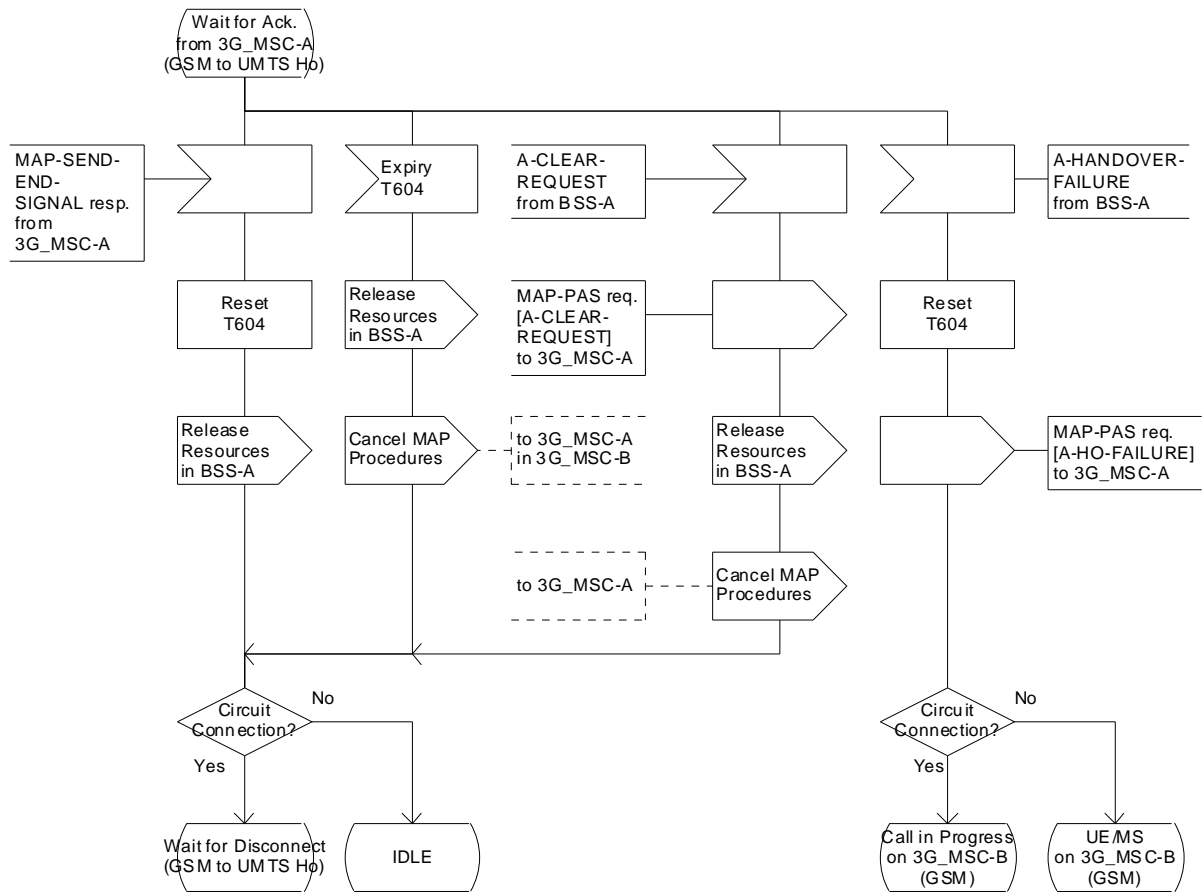 Wait for Ack.
from 3G_MSC-A
(GSM to UMTS Ho)
MAP-SEND-
END-
SIGNAL resp.
from
3G_MSC-A
Expiry
T604
A-CLEAR-
REQUEST
from BSS-A
A-HANDOVER-
FAILURE
from BSS-A
Reset
T604
Release
Resources
in BSS-A
MAP-PAS req.
[A-CLEAR-
REQUEST]
to 3G_MSC-A
Reset
T604
Release
Resources
in BSS-A
Cancel MAP
Procedures
to 3G_MSC-A
in 3G_MSC-B
Release
Resources
in BSS-A
MAP-PAS req.
[A-HO-FAILURE]
to 3G_MSC-A
to 3G_MSC-A
Cancel MAP
Procedures
Circuit
Connection?
No
Yes
Circuit
Connection?
No
Yes
Wait for Disconnect
(GSM to UMTS Ho)
IDLE
Call in Progress
on 3G_MSC-B
(GSM)
UE/MS
on 3G_MSC-B
(GSM)